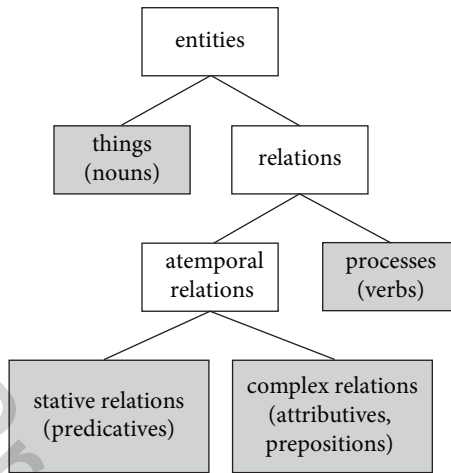 entities
things
(nouns)
relations
atemporal
relations
processes
(verbs)
stative relations
(predicatives)
complex relations
(attributives,
prepositions)